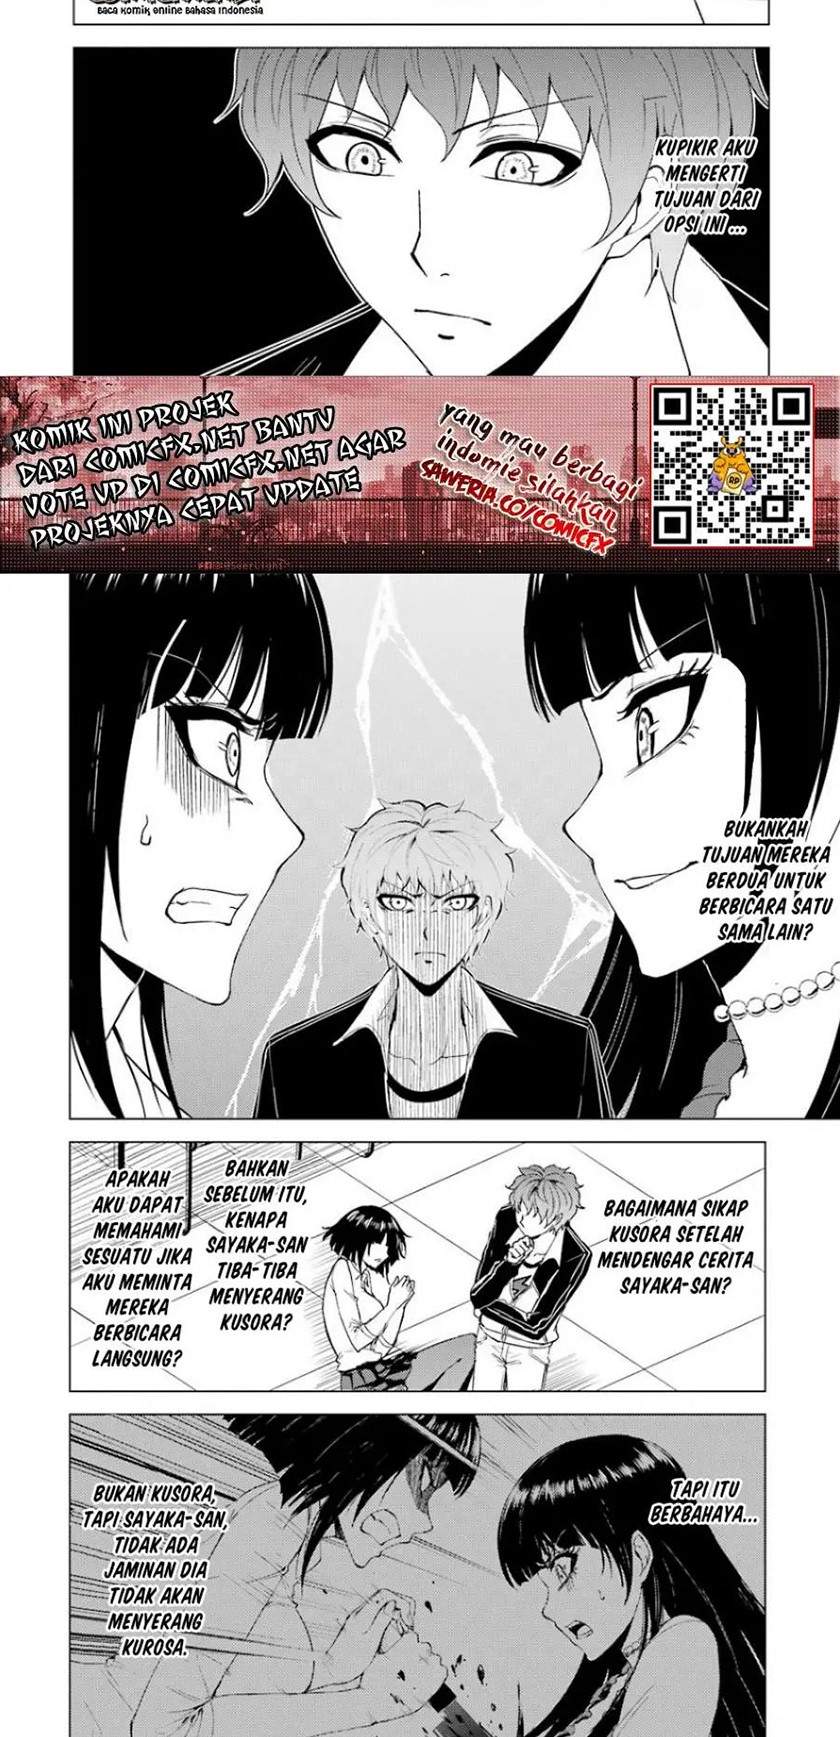 Baca komik online Bahasa Indonesia
KUPIKIR AKU
MENGERTI
TUJUAN DARI
OPSI INI ...
KOMIK INI PROJEK
DARI COMICFX.NET BANTU
VOTE UP DI COMICFX.NET AGAR
PROJEKNYA CEPAT UPDATE
yang mau berbagi
indomie silahkan
SAWERIA.CO/COMICFX
RP
BUKANKAH
TUJUAN MEREKA
BERDUA UNTUK
BERBICARA SATU
SAMA LAIN?
BAGAIMANA SIKAP
KUSORA SETELAH
MENDENGAR CERITA
SAYAKA-SAN?
BAHKAN
SEBELUM ITU,
KENAPA
SAYAKA-SAN
TIBA-TIBA
MENYERANG
KUSORA?
APAKAH
AKU DAPAT
MEMAHAMI
SESUATU JIKA
AKU MEMINTA
MEREKA
BERBICARA
LANGSUNG?
TAPI ITU
BERBAHAYA...
BUKAN KUSORA,
TAPI SAYAKA-SAN,
TIDAK ADA
JAMINAN DIA
TIDAK AKAN
MENYERANG
KUROSA.